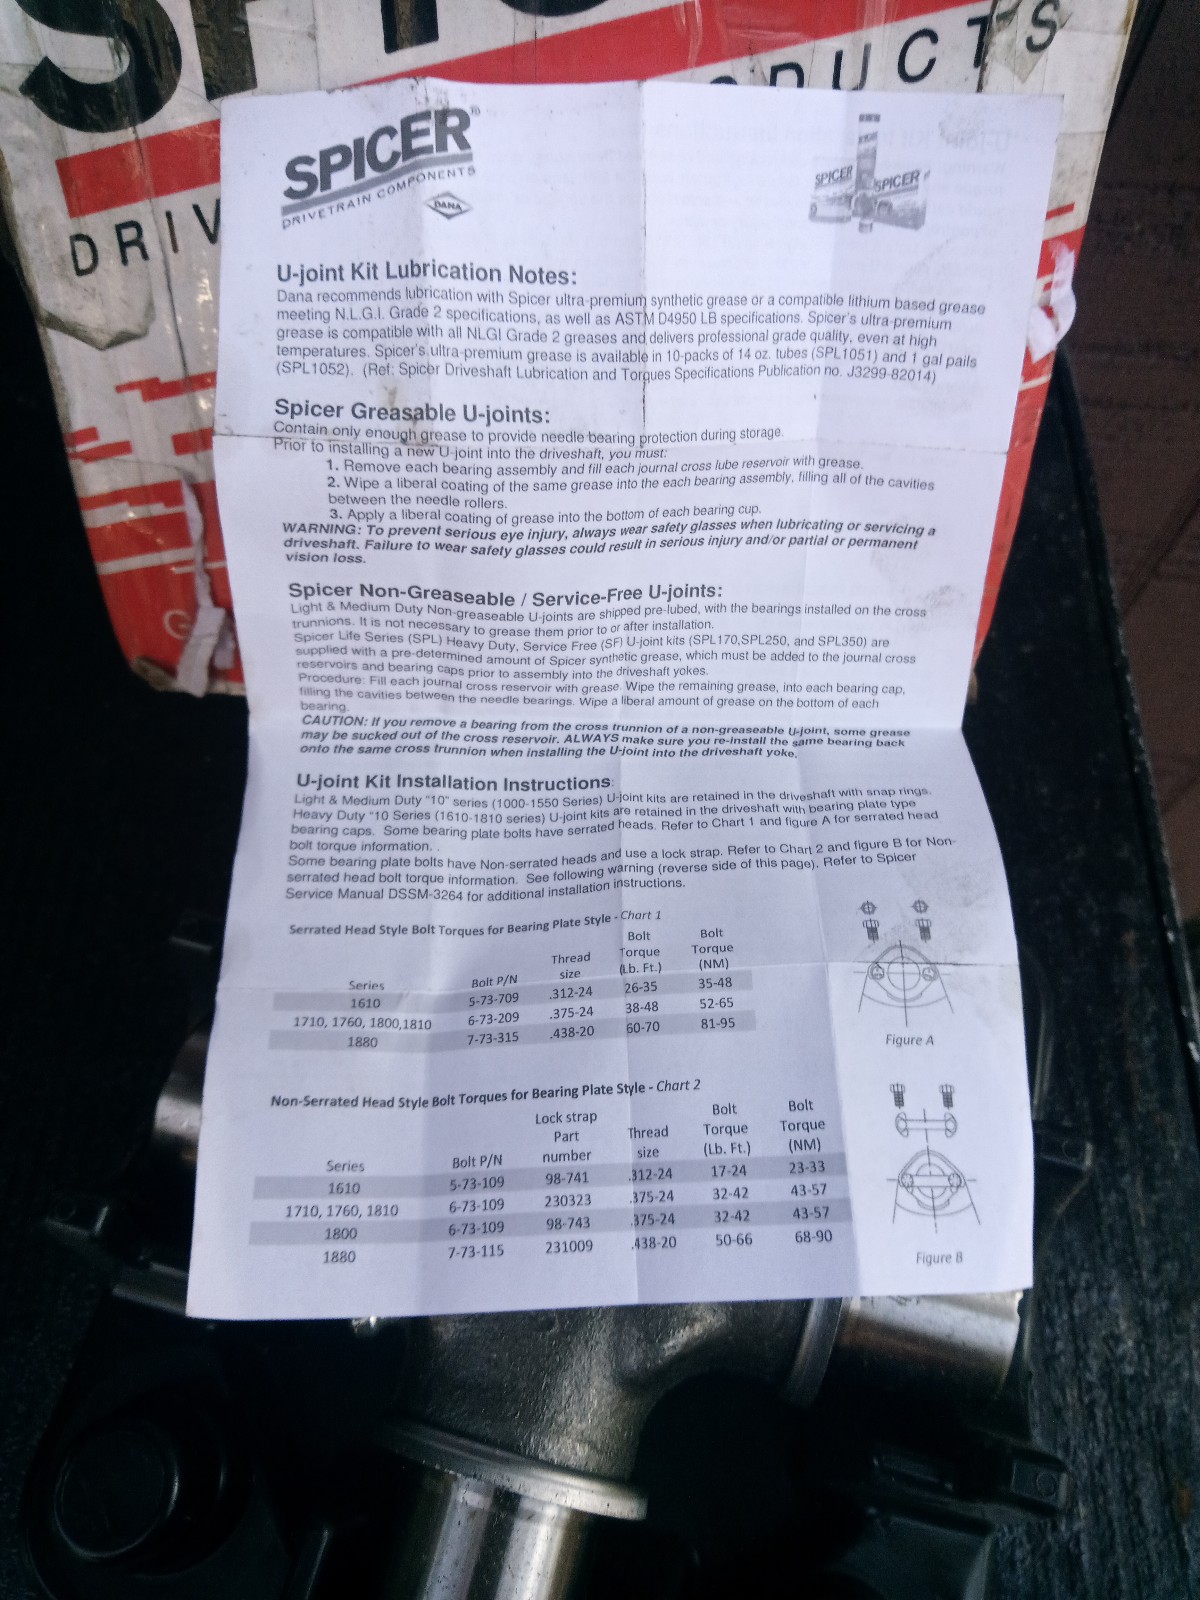 UCTS
DRIV
SPICER
DRIVETRAIN COMPONENTS
DANA
SPICER
SPICER
U-joint Kit Lubrication Notes:
Dana recommends lubrication with Spicer ultra-premium synthetic grease or a compatible lithium based grease
meeting N.L.G.I. Grade 2 specifications, as well as ASTM D4950 LB specifications. Spicer's ultra-premium
grease is compatible with all NLGI Grade 2 greases and delivers professional grade quality, even at high
temperatures. Spicer's ultra-premium grease is available in 10-packs of 14 oz. tubes (SPL1051) and 1 gal pails
(SPL1052). (Ref: Spicer Driveshaft Lubrication and Torques Specifications Publication no. J3299-82014)
Spicer Greasable U-joints:
Contain only enough grease to provide needle bearing protection during storage.
Prior to installing a new U-joint into the driveshaft, you must:
1. Remove each bearing assembly and fill each journal cross lube reservoir with grease.
2. Wipe a liberal coating of the same grease into the each bearing assembly, filling all of the cavities
between the needle rollers.
3. Apply a liberal coating of grease into the bottom of each bearing cup.
WARNING: To prevent serious eye injury, always wear safety glasses when lubricating or servicing a
driveshaft. Failure to wear safety glasses could result in serious injury and/or partial or permanent
vision loss.
Spicer Non-Greaseable / Service-Free U-joints:
Light & Medium Duty Non-greaseable U-joints are shipped pre-lubed, with the bearings installed on the cross
trunnions. It is not necessary to grease them prior to or after installation.
Spicer Life Series (SPL) Heavy Duty, Service Free (SF) U-joint kits (SPL170,SPL250, and SPL350) are
supplied with a pre-determined amount of Spicer synthetic grease, which must be added to the journal cross
reservoirs and bearing caps prior to assembly into the driveshaft yokes.
Procedure: Fill each journal cross reservoir with grease. Wipe the remaining grease, into each bearing cap,
filling the cavities between the needle bearings. Wipe a liberal amount of grease on the bottom of each
bearing.
CAUTION: If you remove a bearing from the cross trunnion of a non-greaseable U-joint, some grease
may be sucked out of the cross reservoir. ALWAYS make sure you re-install the same bearing back
onto the same cross trunnion when installing the U-joint into the driveshaft yoke.
U-joint Kit Installation Instructions:
Light & Medium Duty "10" series (1000-1550 Series) U-joint kits are retained in the driveshaft with snap rings.
Heavy Duty "10 Series (1610-1810 series) U-joint kits are retained in the driveshaft with bearing plate type
bearing caps. Some bearing plate bolts have serrated heads. Refer to Chart 1 and figure A for serrated head
bolt torque information. .
Some bearing plate bolts have Non-serrated heads and use a lock strap. Refer to Chart 2 and figure B for Non-
serrated head bolt torque information. See following warning (reverse side of this page). Refer to Spicer
Service Manual DSSM-3264 for additional installation instructions.
Serrated Head Style Bolt Torques for Bearing Plate Style - Chart 1
Series Bolt P/N Thread size Bolt Torque (Lb. Ft.) Bolt Torque (NM)
1610 5-73-709 .312-24 26-35 35-48
1710, 1760, 1800,1810 6-73-209 .375-24 38-48 52-65
1880 7-73-315 .438-20 60-70 81-95
Figure A
Non-Serrated Head Style Bolt Torques for Bearing Plate Style - Chart 2
Series Bolt P/N Lock strap Part number Thread size Bolt Torque (Lb. Ft.) Bolt Torque (NM)
1610 5-73-109 98-741 .312-24 17-24 23-33
1710, 1760, 1810 6-73-109 230323 .375-24 32-42 43-57
1800 6-73-109 98-743 .375-24 32-42 43-57
1880 7-73-115 231009 .438-20 50-66 68-90
Figure B